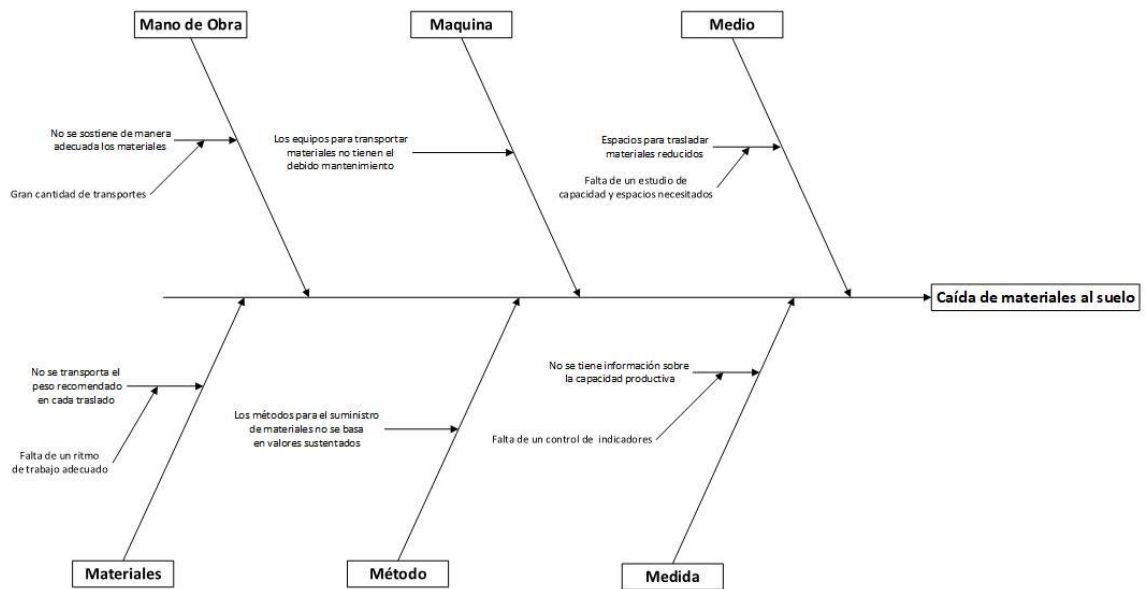 Mano de Obra
Maquina
Medio
No se sostiene de manera
adecuada los materiales
Gran cantidad de transportes
Los equipos para transportar
materiales no tienen el
debido mantenimiento
Espacios para trasladar
materiales reducidos
Falta de un estudio de
capacidad y espacios necesitados
Caída de materiales al suelo
No se transporta el
peso recomendado
en cada traslado
Falta de un ritmo
de trabajo adecuado
Los métodos para el suministro
de materiales no se basa
en valores sustentados
No se tiene información sobre
la capacidad productiva
Falta de un control de indicadores
Materiales
Método
Medida